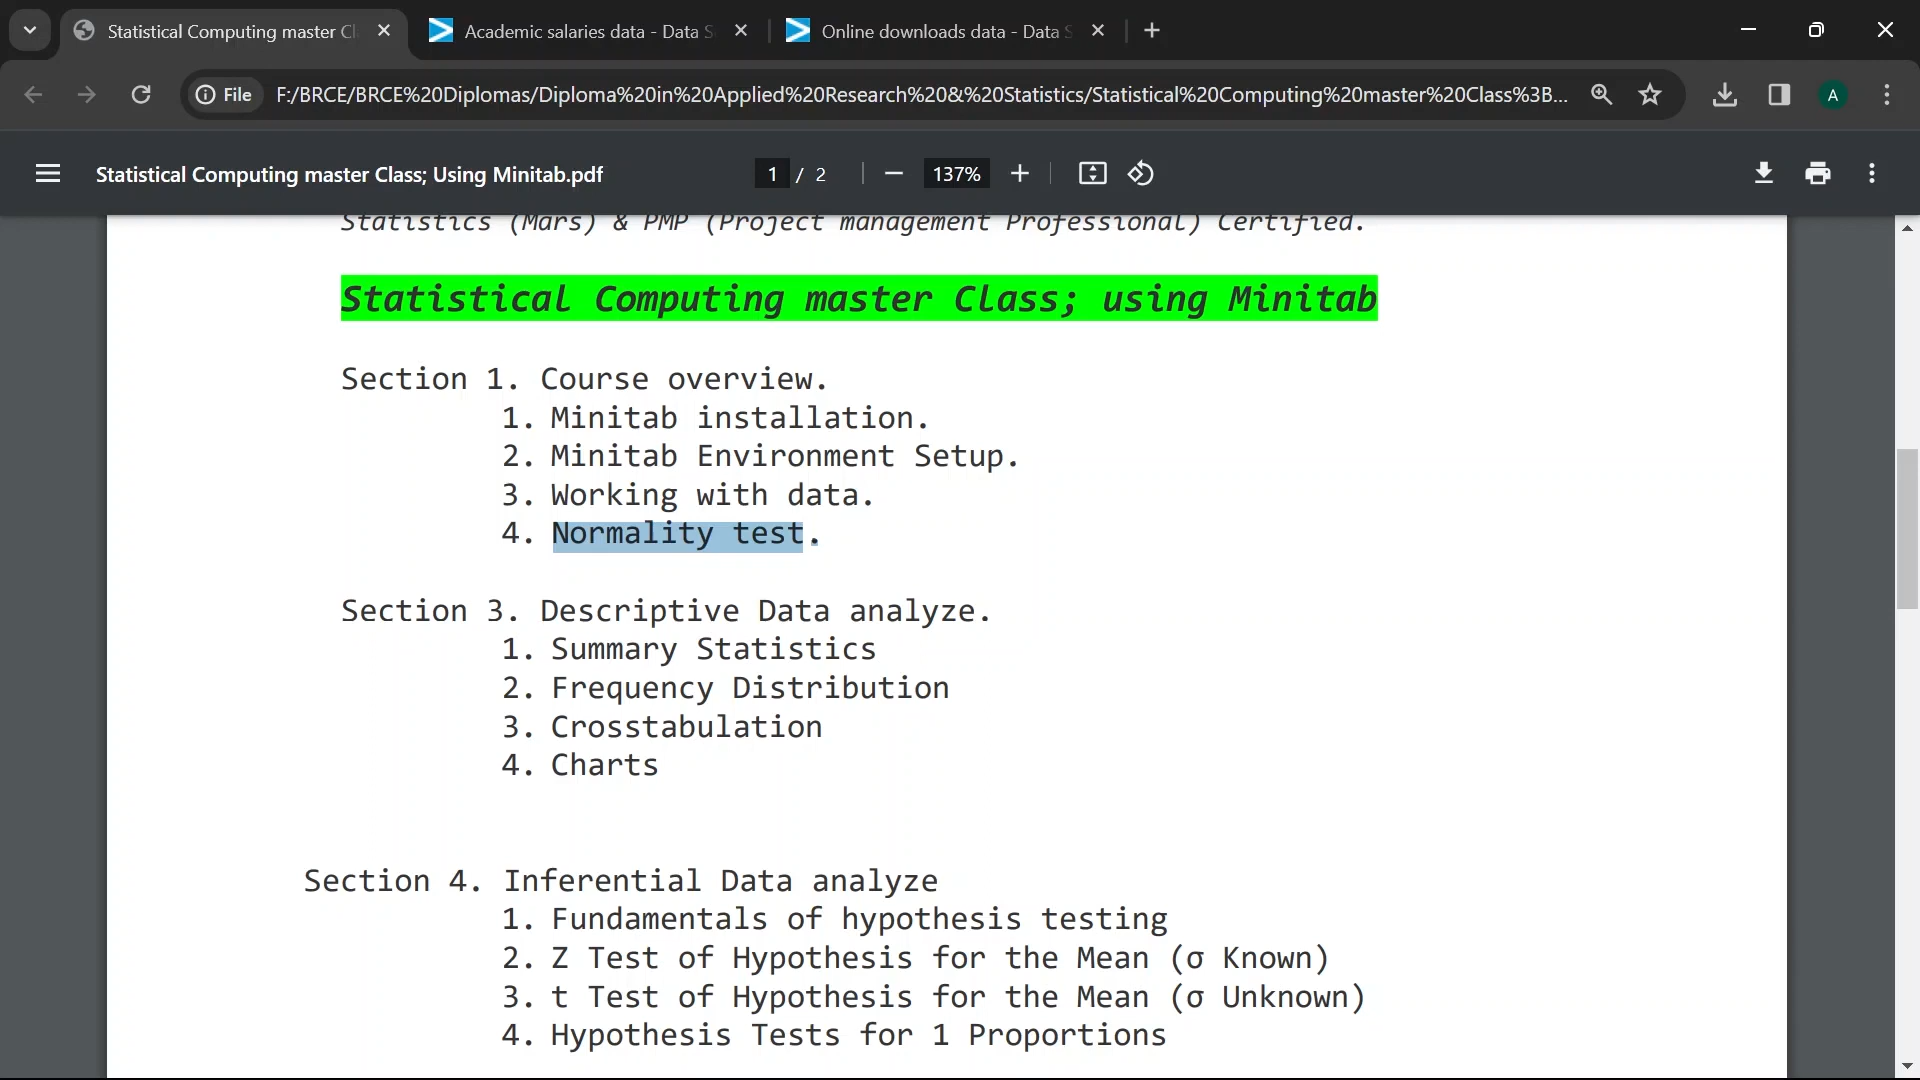 Statistical Computing master Cl
Academic salaries data - Data S
Online downloads data - Data S
File
F:/BRCE/BRCE%20Diplomas/Diploma%20in%20Applied%20Research%20&%20Statistics/Statistical%20Computing%20master%20Class%3B...
A
Statistical Computing master Class; Using Minitab.pdf
1 / 2
137%
Statistics (Mars) & PMP (Project management Professional) Certified.
Statistical Computing master Class; using Minitab
Section 1. Course overview.
1. Minitab installation.
2. Minitab Environment Setup.
3. Working with data.
4. Normality test.
Section 3. Descriptive Data analyze.
1. Summary Statistics
2. Frequency Distribution
3. Crosstabulation
4. Charts
Section 4. Inferential Data analyze
1. Fundamentals of hypothesis testing
2. Z Test of Hypothesis for the Mean (σ Known)
3. t Test of Hypothesis for the Mean (σ Unknown)
4. Hypothesis Tests for 1 Proportions